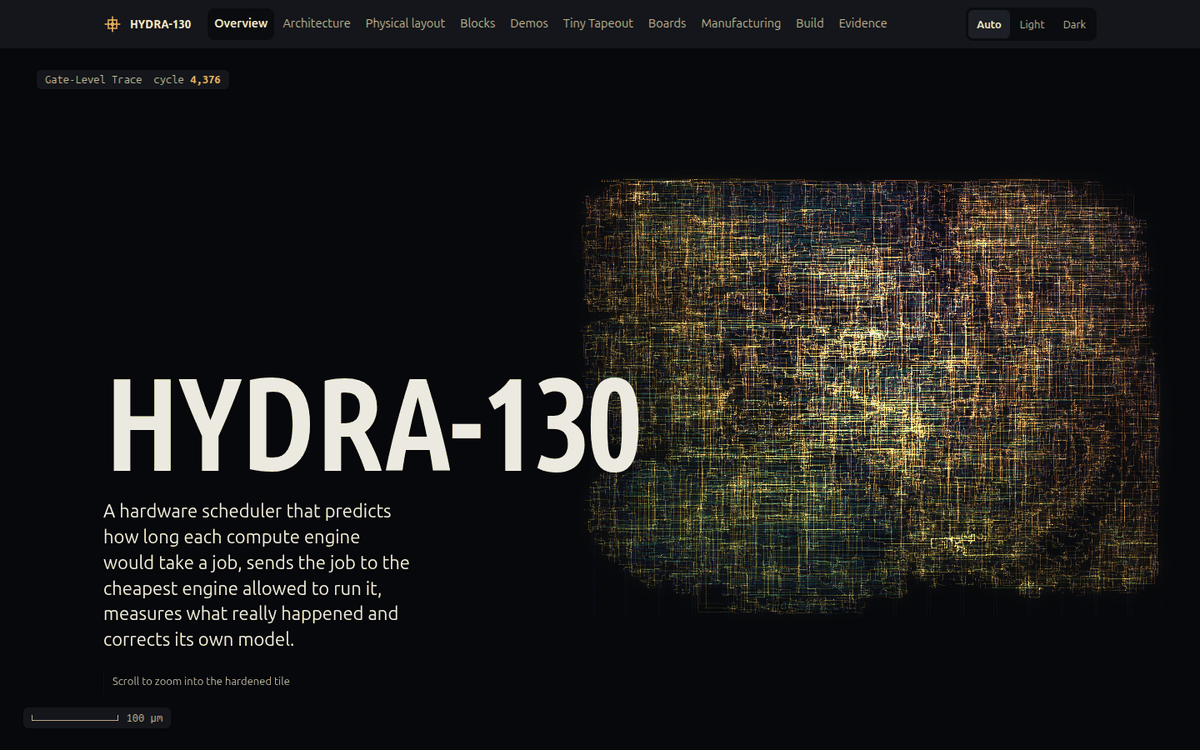 HYDRA-130 Overview Architecture Physical layout Blocks Demos Tiny Tapeout Boards Manufacturing Build Evidence Auto Light Dark
Gate-Level Trace cycle 4,376
HYDRA-130
A hardware scheduler that predicts
how long each compute engine
would take a job, sends the job to the
cheapest engine allowed to run it,
measures what really happened and
corrects its own model.
Scroll to zoom into the hardened tile
100 µm